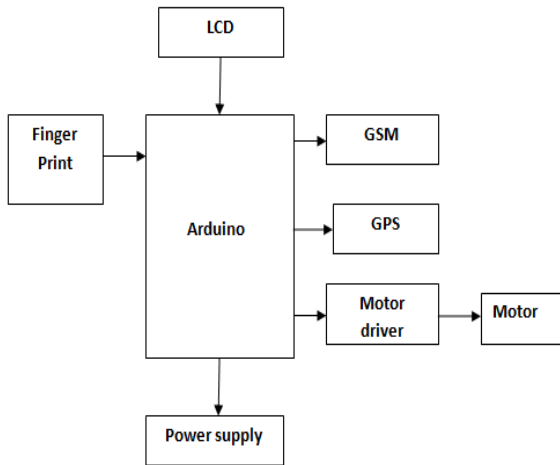 LCD
Finger
Print
Arduino
GSM
GPS
Motor
driver
Motor
Power supply